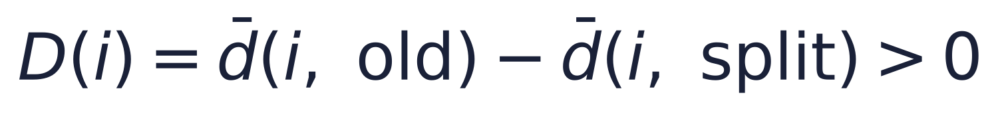 D(i) = d̄(i, old) − d̄(i, split) > 0